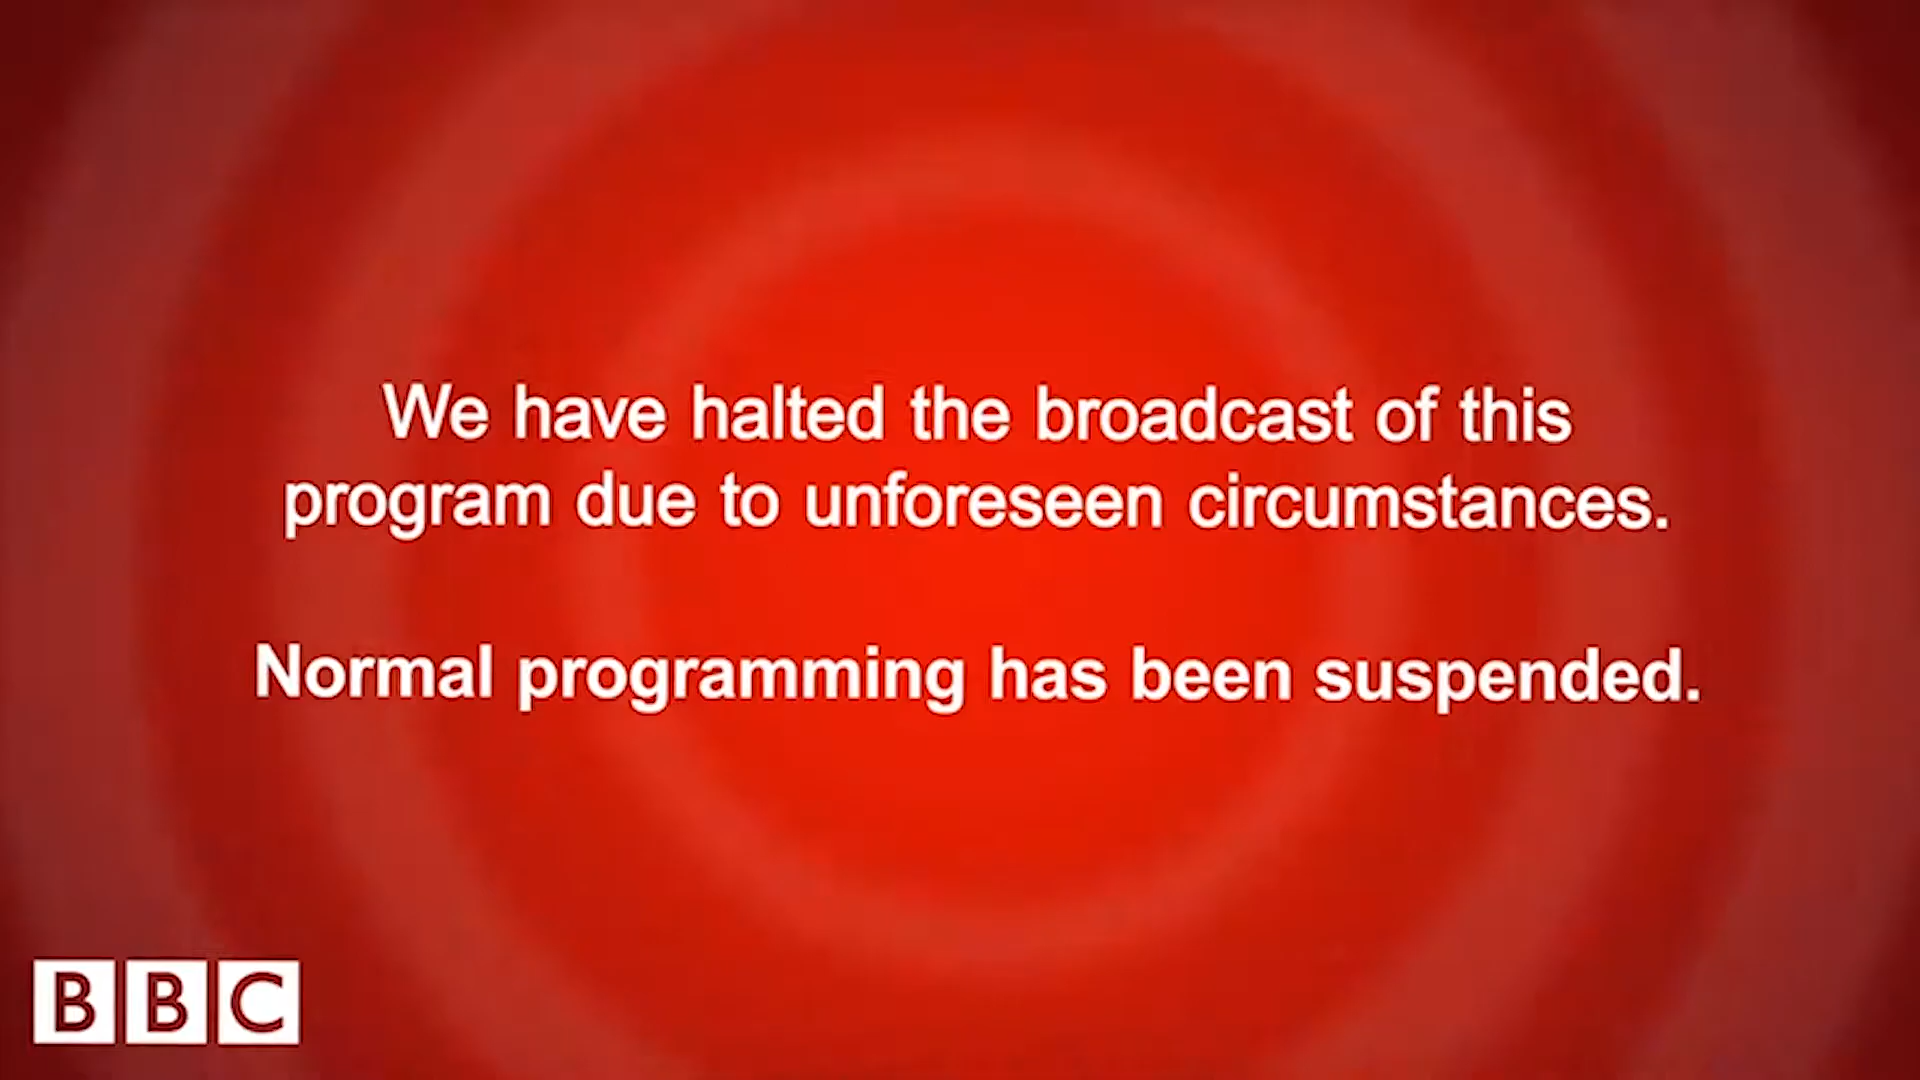 We have halted the broadcast of this
program due to unforeseen circumstances.
Normal programming has been suspended.
BBC